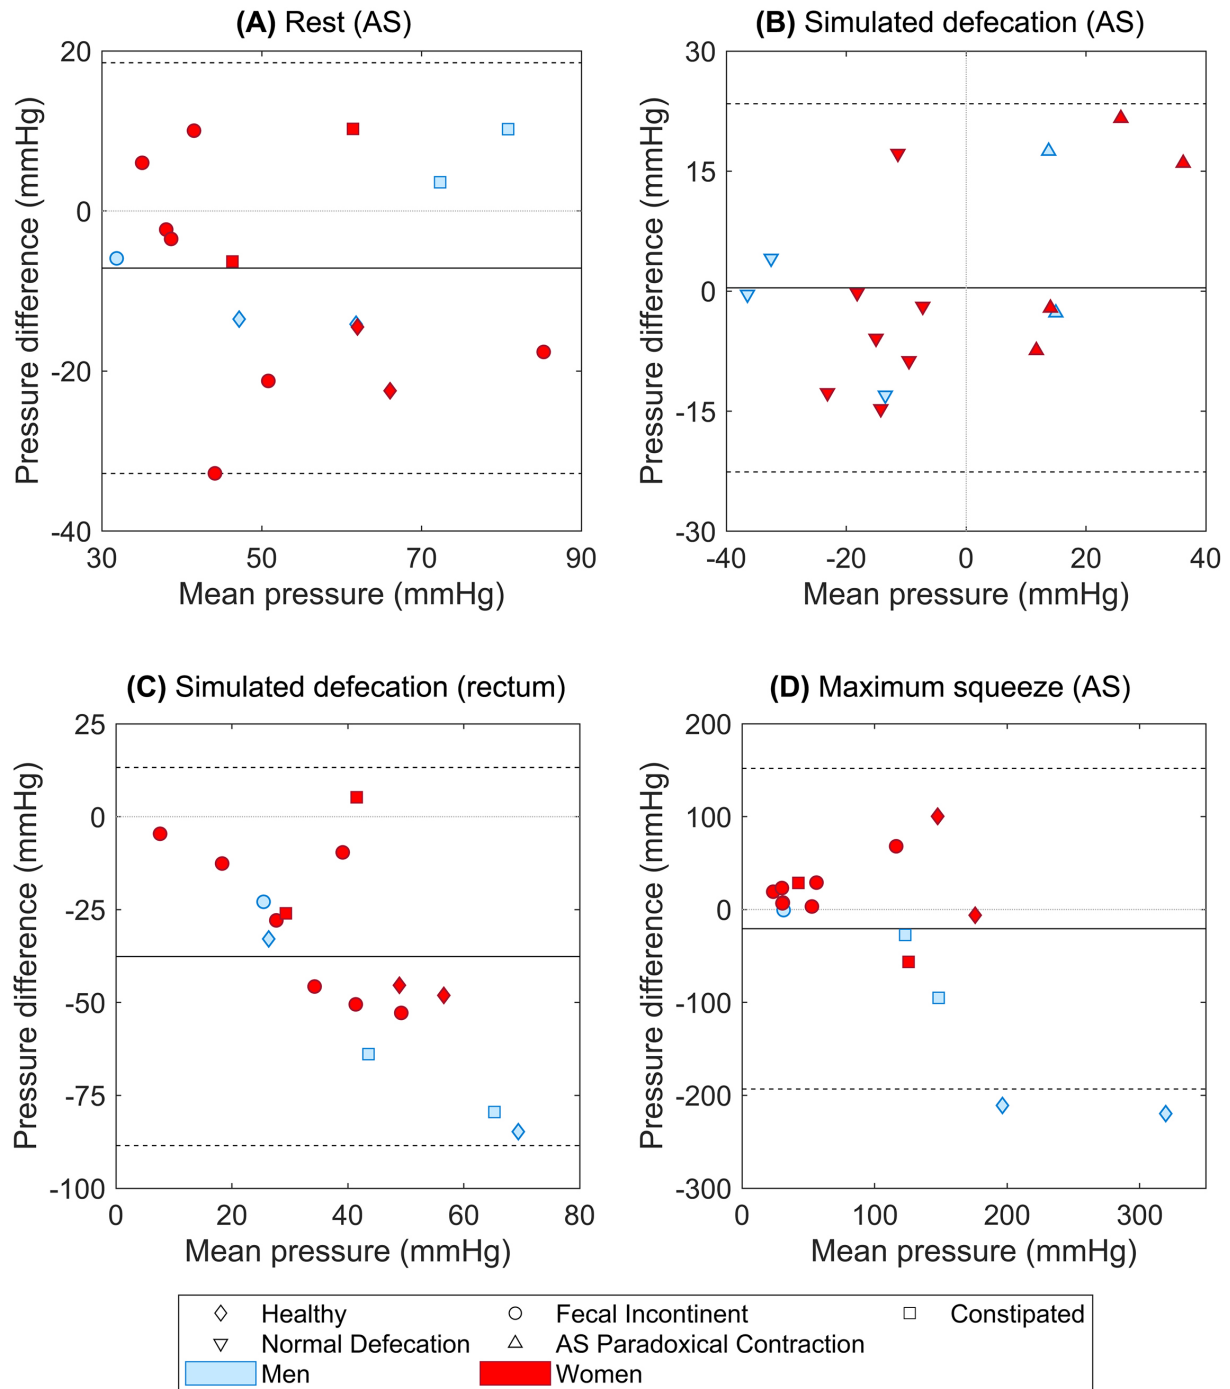 (A) Rest (AS)
20
0
-20
-40
30 50 70 90
Mean pressure (mmHg)
Pressure difference (mmHg)
(B) Simulated defecation (AS)
30
15
0
-15
-30
-40 -20 0 20 40
Mean pressure (mmHg)
Pressure difference (mmHg)
(C) Simulated defecation (rectum)
25
0
-25
-50
-75
-100
0 20 40 60 80
Mean pressure (mmHg)
Pressure difference (mmHg)
(D) Maximum squeeze (AS)
200
100
0
-100
-200
-300
0 100 200 300
Mean pressure (mmHg)
Pressure difference (mmHg)
Healthy Fecal Incontinent Constipated
Normal Defecation AS Paradoxical Contraction
Men Women